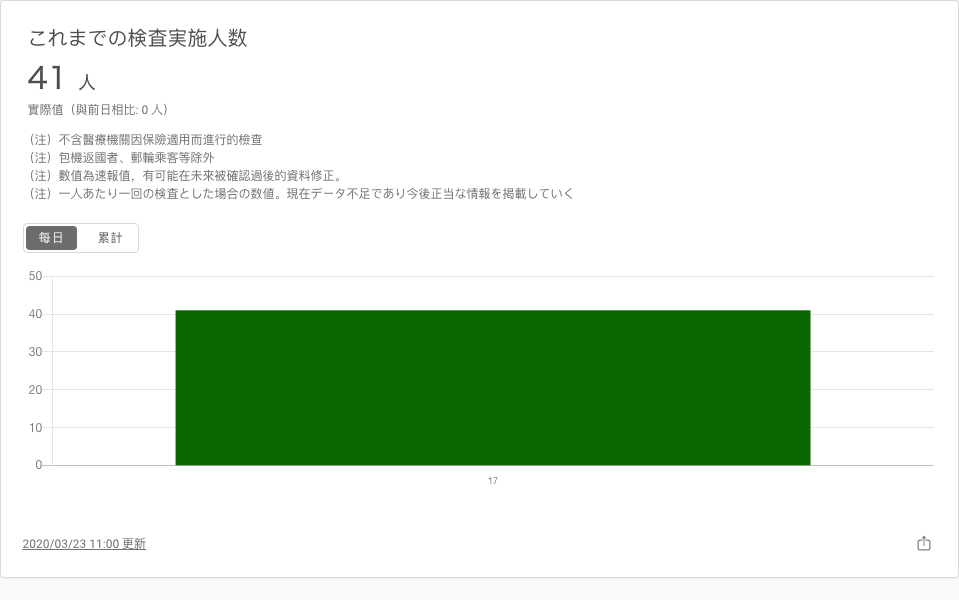 これまでの検査実施人数
41 人
實際值（與前日相比: 0 人）
（注）不含醫療機關因保險適用而進行的檢查
（注）包機返國者、郵輪乘客等除外
（注）數值為速報值，有可能在未來被確認過後的資料修正。
（注）一人あたり一回の検査とした場合の数値。現在データ不足であり今後正当な情報を掲載していく
每日 累計
50
40
30
20
10
0
17
2020/03/23 11:00 更新